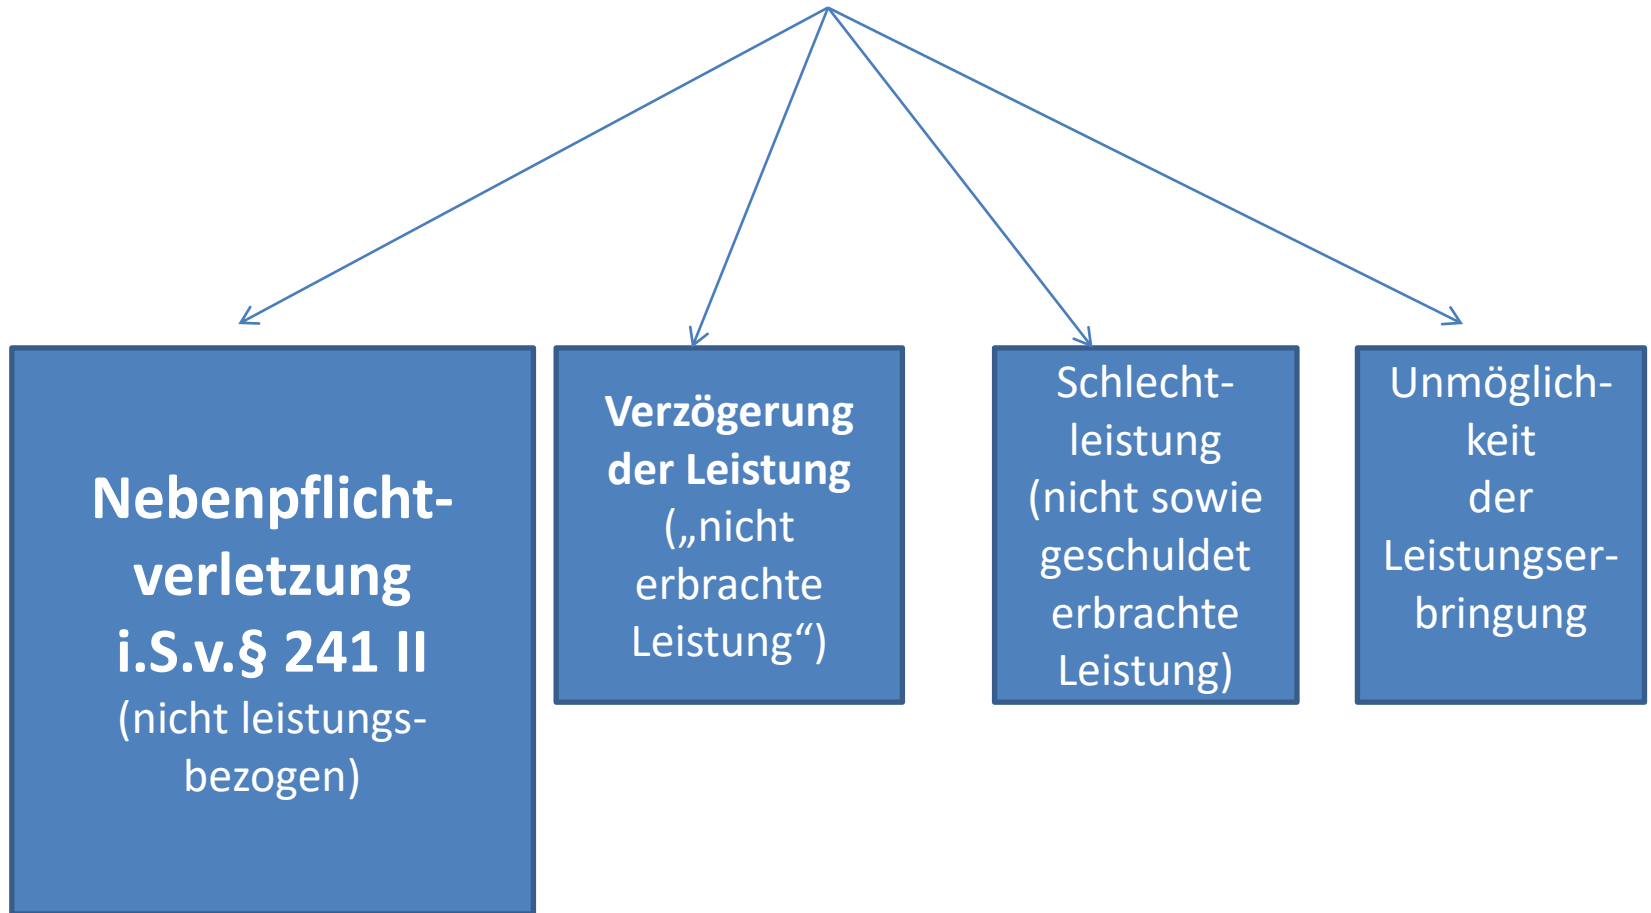 Nebenpflicht-
verletzung
i.S.v.§ 241 II
(nicht leistungs-
bezogen)
Verzögerung
der Leistung
(„nicht
erbrachte
Leistung“)
Schlecht-
leistung
(nicht sowie
geschuldet
erbrachte
Leistung)
Unmöglich-
keit
der
Leistungser-
bringung